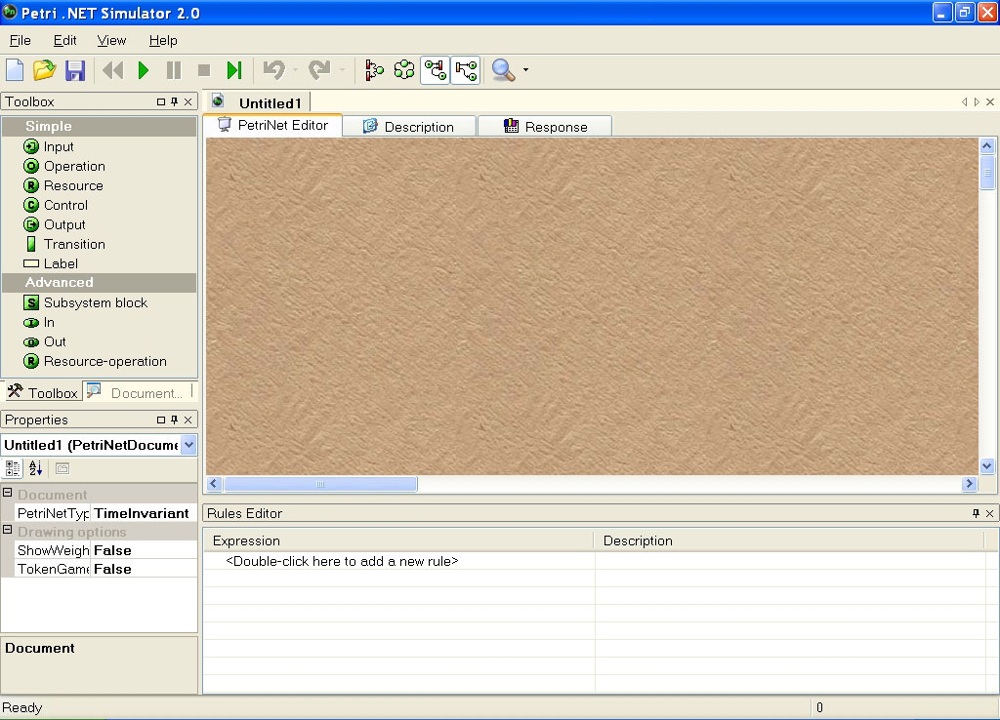 Petri .NET Simulator 2.0
File Edit View Help
Toolbox
Untitled1
PetriNet Editor Description Response
Simple
Input
Operation
Resource
Control
Output
Transition
Label
Advanced
Subsystem block
In
Out
Resource-operation
Toolbox Document...
Properties
Untitled1 (PetriNetDocume
Document
PetriNetTyp TimeInvariant
Drawing options
ShowWeigh False
TokenGame False
Document
Rules Editor
Expression Description
<Double-click here to add a new rule>
Ready 0